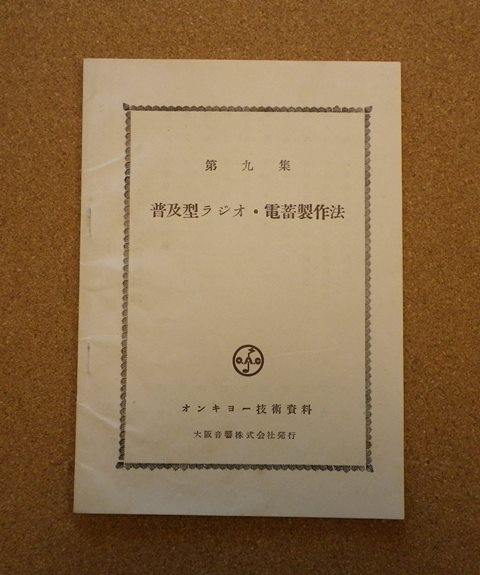 第九集
普及型ラジオ・電蓄製作法
オンキヨー技術資料
大阪音響株式会社発行